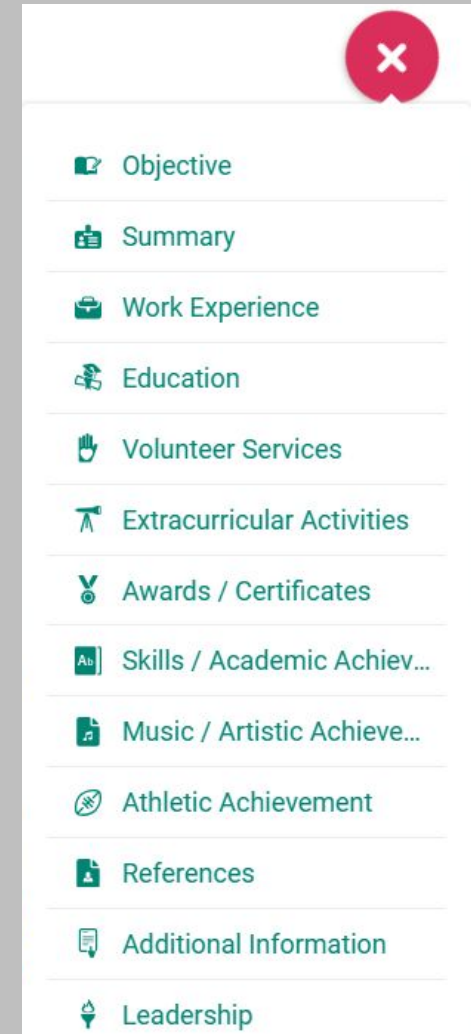 Objective
Summary
Work Experience
Education
Volunteer Services
Extracurricular Activities
Awards / Certificates
Ab
Skills / Academic Achiev...
Music / Artistic Achieve...
Athletic Achievement
References
Additional Information
Leadership